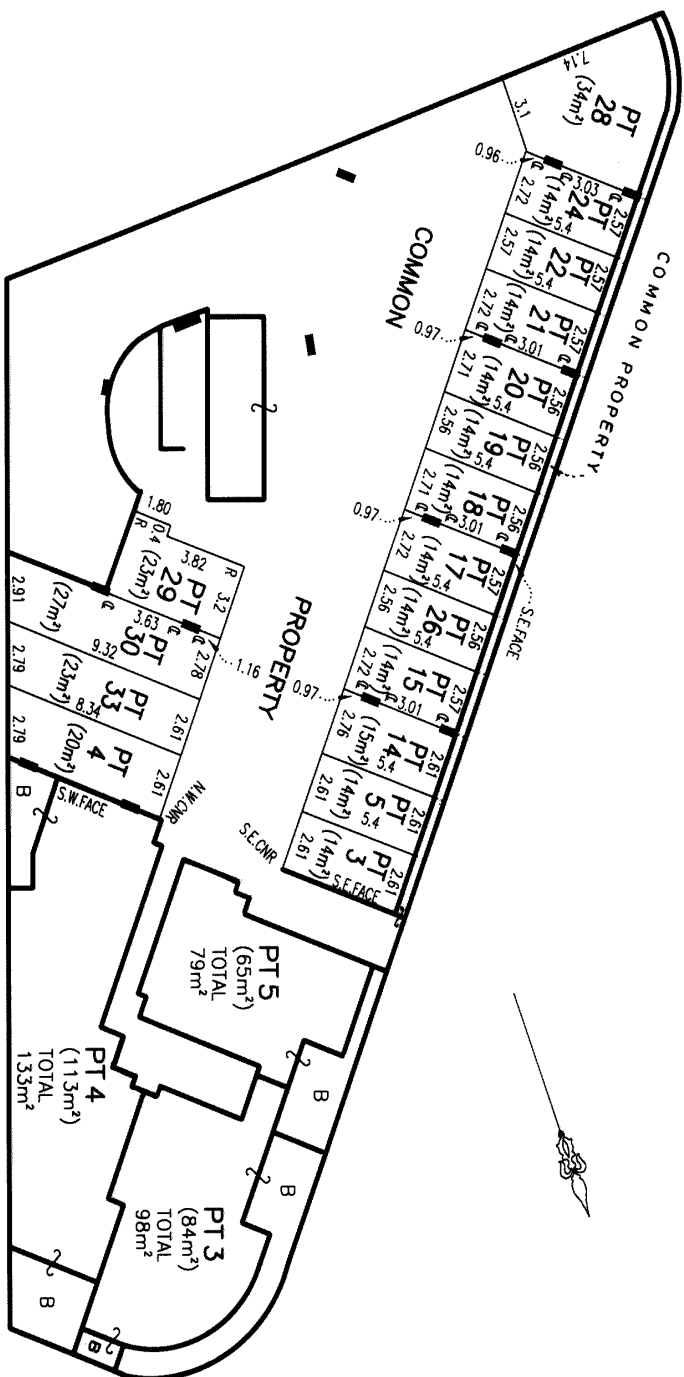 PT
28
(34m²)
7.14
3.1
COMMON PROPERTY
0.96
₵
₵
3.03
₵
2.57
PT
24
(14m²)
2.72
5.4
2.57
PT
22
(14m²)
2.57
5.4
2.57
PT
21
(14m²)
2.72
₵
₵
3.01
₵
0.97
2.56
PT
20
(14m²)
2.71
5.4
2.56
PT
19
(14m²)
2.56
5.4
2.56
PT
18
(14m²)
2.71
₵
₵
3.01
₵
0.97
2.57
PT
17
(14m²)
2.72
5.4
S.E.FACE
2.56
PT
26
(14m²)
2.56
5.4
2.57
PT
15
(14m²)
2.72
₵
₵
3.01
₵
0.97
2.61
PT
14
(15m²)
2.76
5.4
2.61
PT
5
(14m²)
2.61
5.4
2.61
PT
3
(14m²)
2.61
S.E.FACE
S.E.CNR
COMMON
PROPERTY
1.80
R
0.4
3.82
R
3.2
PT
29
(23m²)
1.16
₵
3.63
₵
₵
2.78
PT
30
(27m²)
2.91
9.32
2.61
PT
33
(23m²)
2.79
8.34
2.61
PT
4
(20m²)
2.79
N.W.CNR
S.W.FACE
B
PT 5
(65m²)
TOTAL
79m²
B
PT 4
(113m²)
TOTAL
133m²
B
PT 3
(84m²)
TOTAL
98m²
B
B